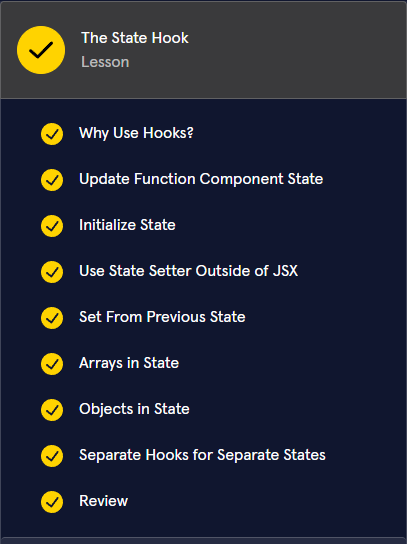 The State Hook
Lesson
Why Use Hooks?
Update Function Component State
Initialize State
Use State Setter Outside of JSX
Set From Previous State
Arrays in State
Objects in State
Separate Hooks for Separate States
Review